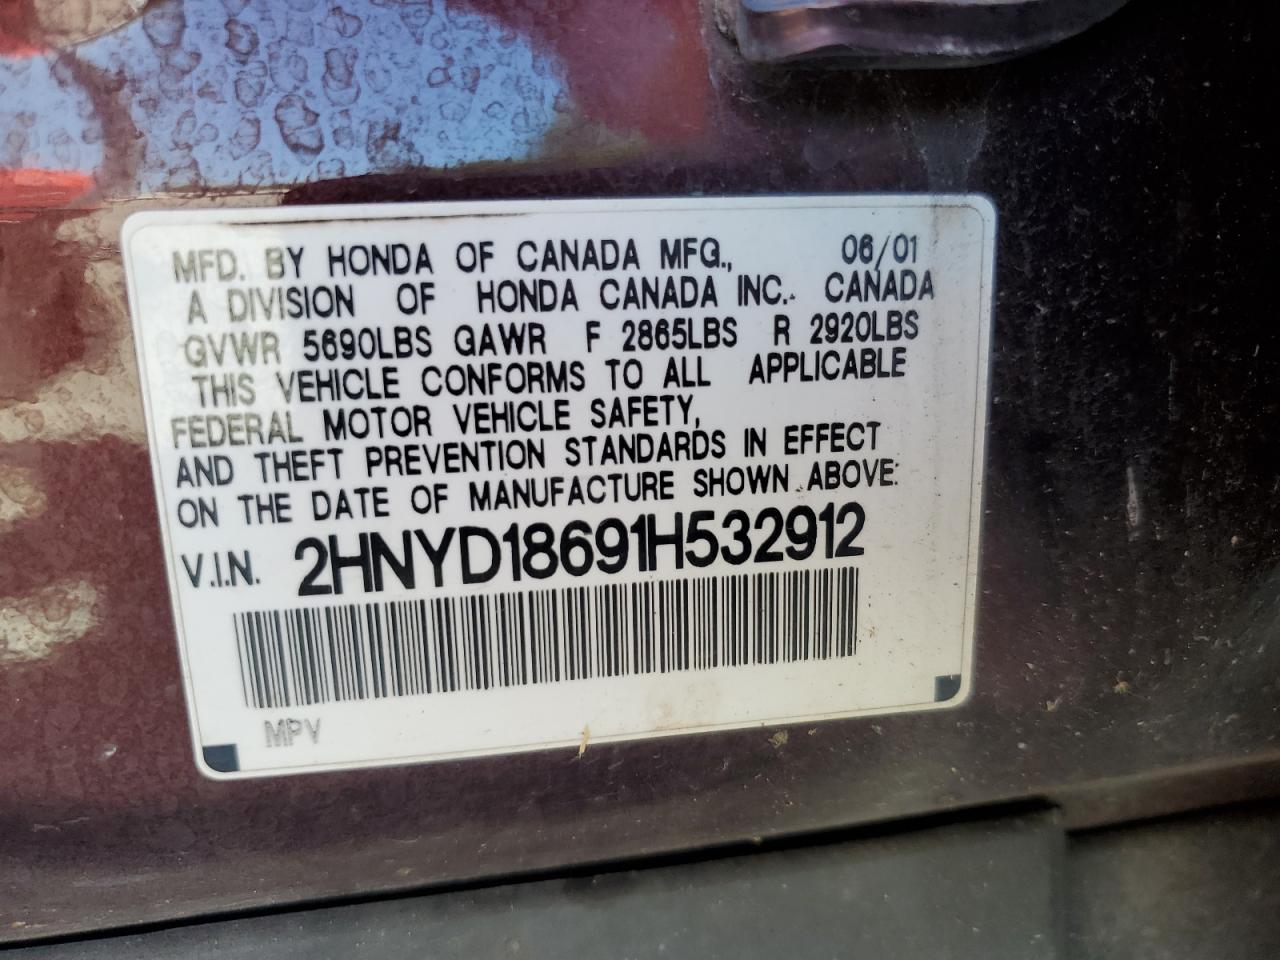 MFD. BY HONDA OF CANADA MFG., 06/01
A DIVISION OF HONDA CANADA INC. CANADA
GVWR 5690LBS GAWR F 2865LBS R 2920LBS
THIS VEHICLE CONFORMS TO ALL APPLICABLE
FEDERAL MOTOR VEHICLE SAFETY,
AND THEFT PREVENTION STANDARDS IN EFFECT
ON THE DATE OF MANUFACTURE SHOWN ABOVE:
V.I.N. 2HNYD18691H532912
MPV